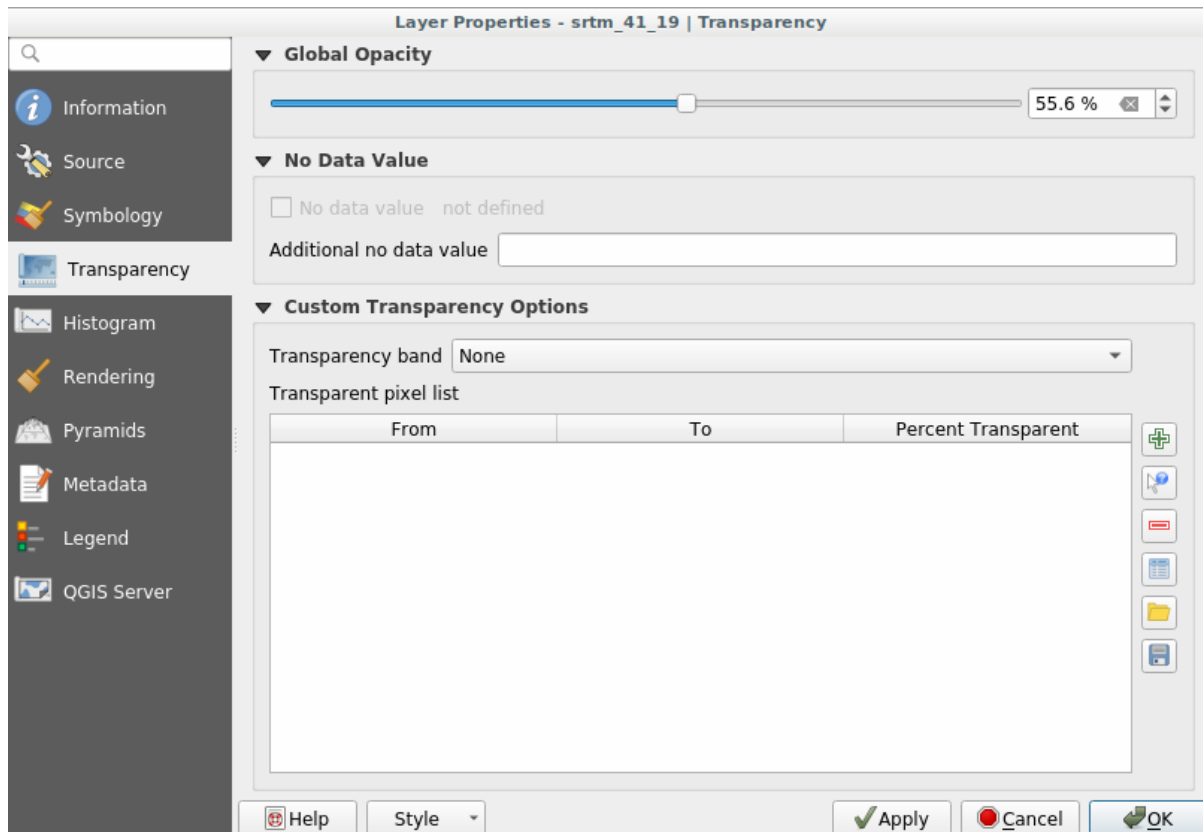 Layer Properties - srtm_41_19 | Transparency
Information
Source
Symbology
Transparency
Histogram
Rendering
Pyramids
Metadata
Legend
QGIS Server
Global Opacity
55.6 %
No Data Value
No data value not defined
Additional no data value
Custom Transparency Options
Transparency band None
Transparent pixel list
From To Percent Transparent
Help Style Apply Cancel OK